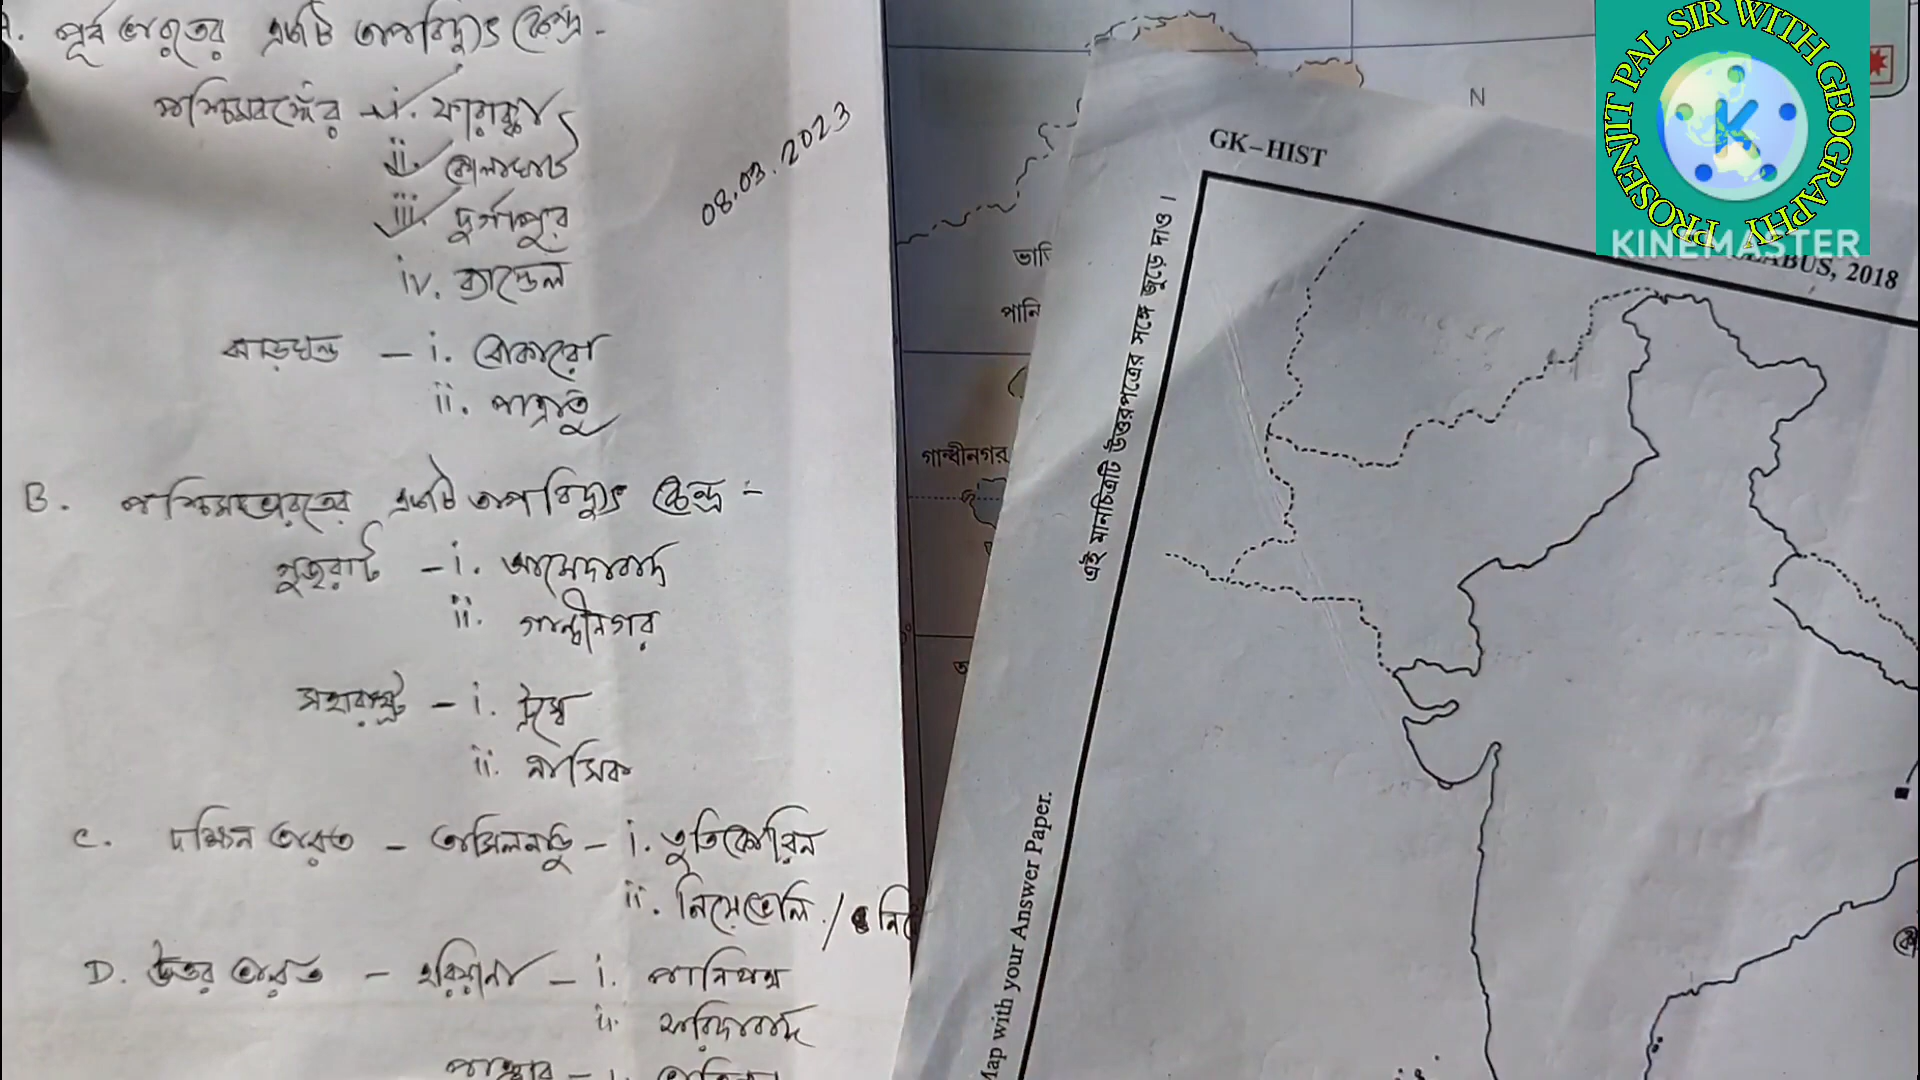 A. পূর্ব ভারতের একটি তাপবিদ্যুৎ কেন্দ্র -
পশ্চিমবঙ্গের - i. ফারাক্কা
ii. কোলাঘাট
iii. দুর্গাপুর
iv. ব্যান্ডেল
ঝাড়খন্ড - i. বোকারো
ii. পাত্রাতু
08.03.2023
B. পশ্চিমভারতের একটি তাপবিদ্যুৎ কেন্দ্র -
গুজরাট - i. আমেদাবাদ
ii. গান্ধীনগর
মহারাষ্ট্র - i. ট্রম্বে
ii. নাসিক
C. দক্ষিন ভারত - তামিলনাড়ু - i. তুতিকোরিন
ii. নিয়েভেলি /
D. উত্তর ভারত - হরিয়ানা - i. পানিপথ
ii. ফরিদাবাদ
পাঞ্জাব - i.
পানি
গান্ধীনগর
N
GK-HIST
SYLLABUS, 2018
এই মানচিত্রটি উত্তরপত্রের সঙ্গে জুড়ে দাও।
Map with your Answer Paper.
PROSENJIT PAL SIR WITH GEOGRAPHY
K
KINEMASTER